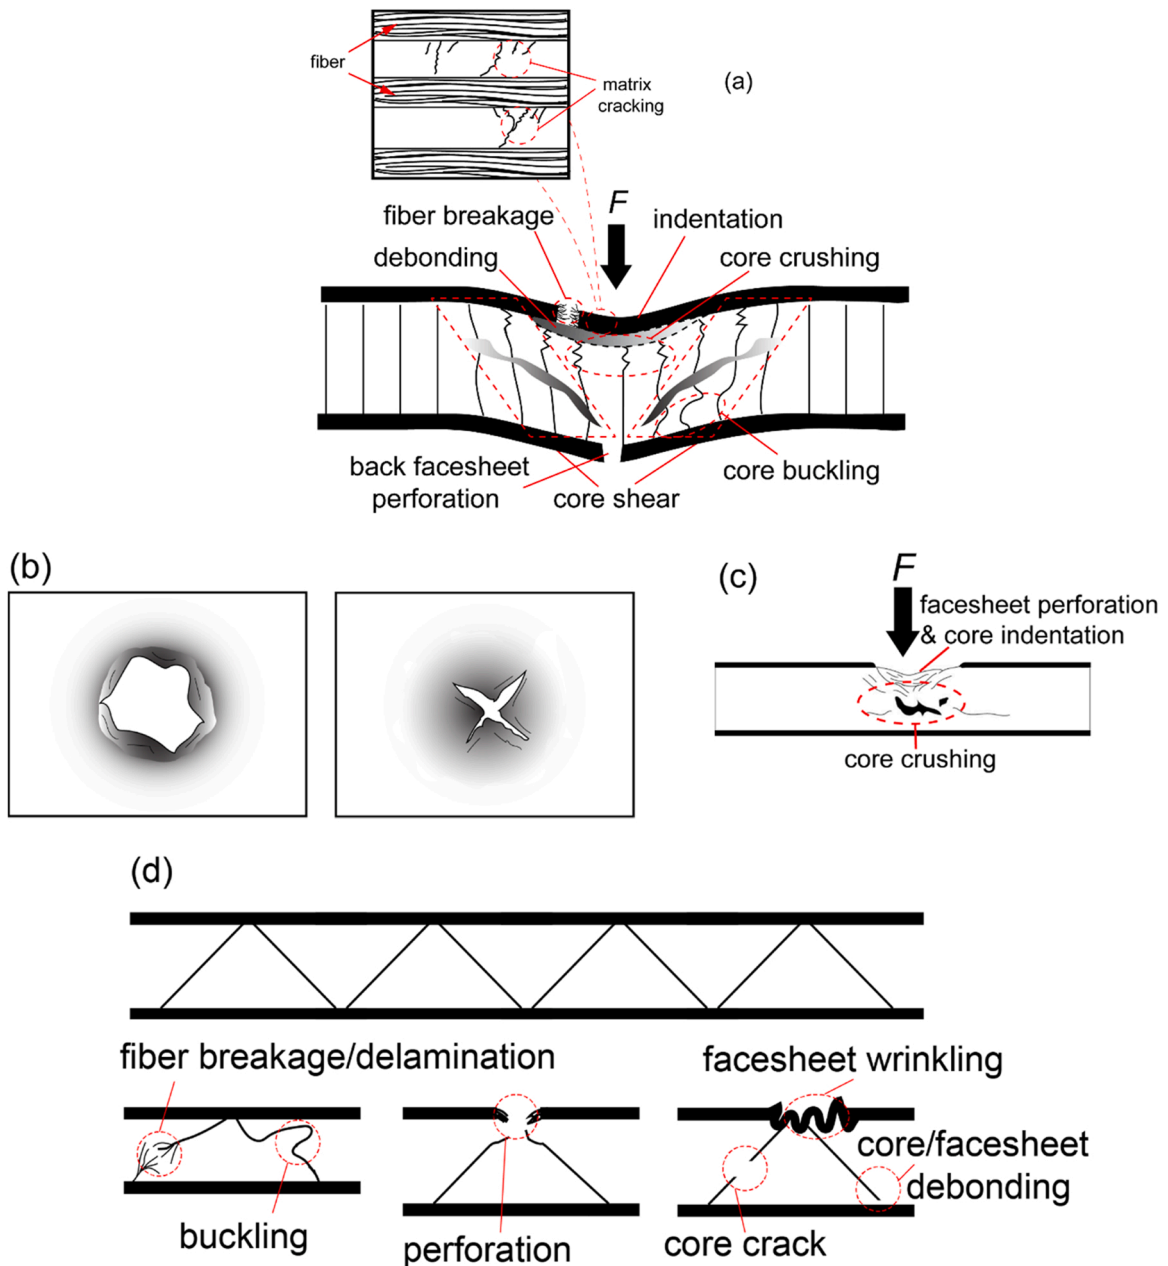 (a)
fiber
matrix
cracking
F
fiber breakage
indentation
debonding
core crushing
back facesheet
perforation
core shear
core buckling
(b)
(c)
F
facesheet perforation
& core indentation
core crushing
(d)
fiber breakage/delamination
facesheet wrinkling
core/facesheet
debonding
buckling
perforation
core crack